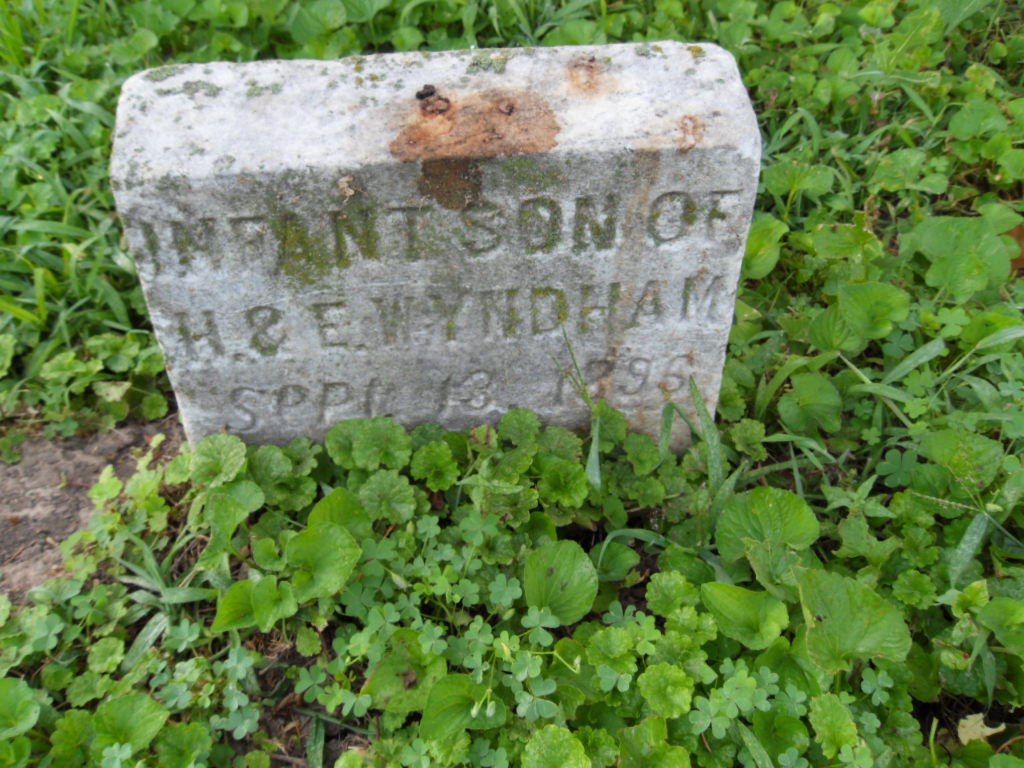 INFANT SON OF
H. & E. WYNDHAM
SEPT. 13. 1896